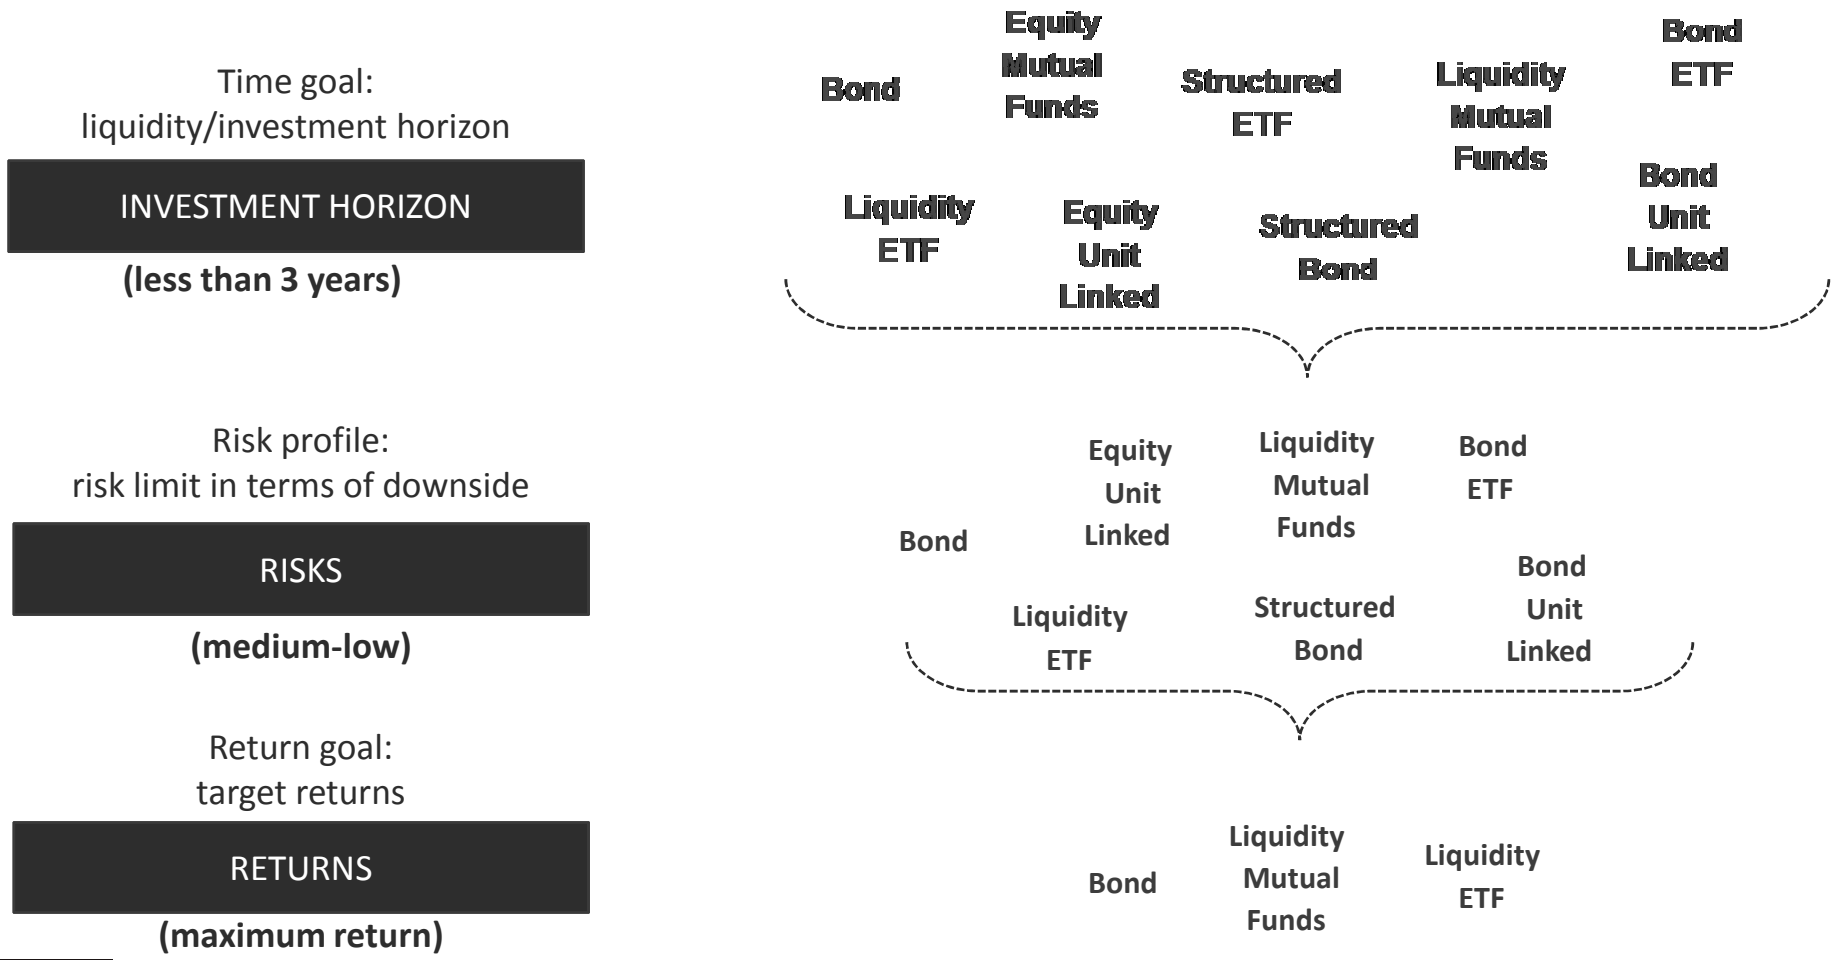 Time goal:
liquidity/investment horizon
INVESTMENT HORIZON
(less than 3 years)
Bond
Equity
Mutual
Funds
Structured
ETF
Liquidity
Mutual
Funds
Bond
ETF
Liquidity
ETF
Equity
Unit
Linked
Structured
Bond
Bond
Unit
Linked
Risk profile:
risk limit in terms of downside
RISKS
(medium-low)
Bond
Equity
Unit
Linked
Liquidity
Mutual
Funds
Bond
ETF
Liquidity
ETF
Structured
Bond
Bond
Unit
Linked
Return goal:
target returns
RETURNS
(maximum return)
Bond
Liquidity
Mutual
Funds
Liquidity
ETF